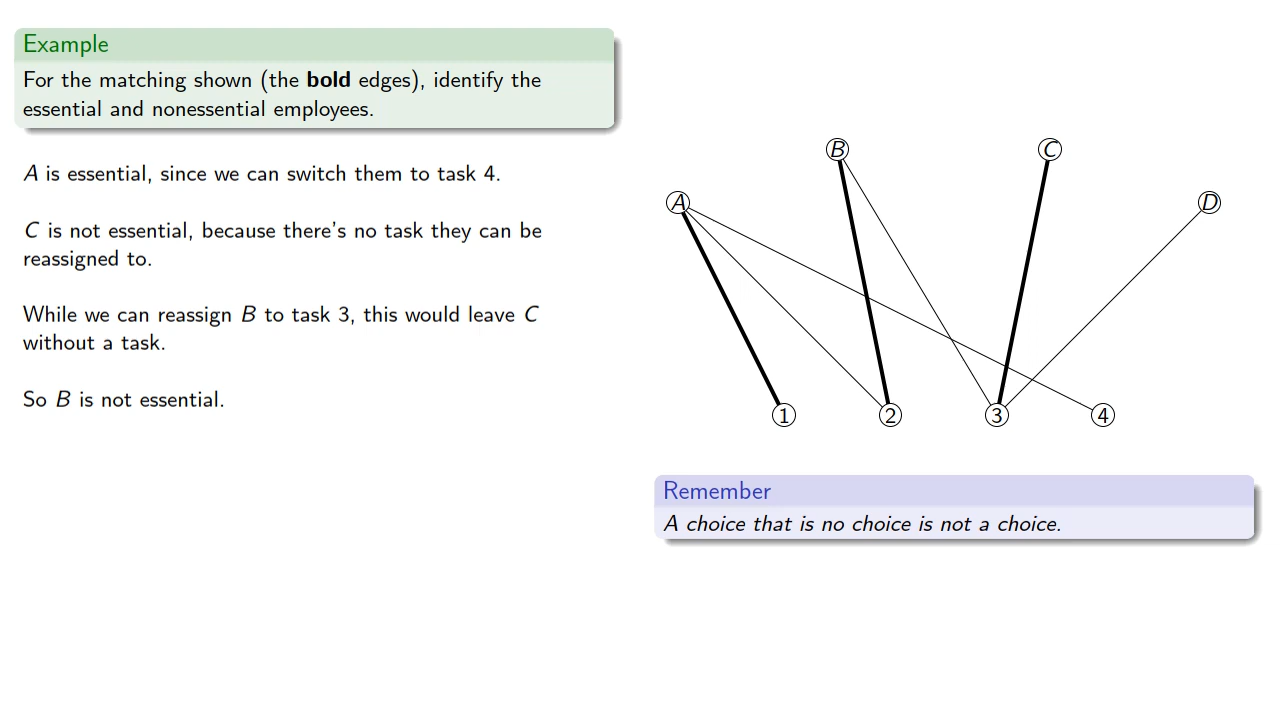 Example
For the matching shown (the bold edges), identify the
essential and nonessential employees.
A is essential, since we can switch them to task 4.
C is not essential, because there's no task they can be
reassigned to.
While we can reassign B to task 3, this would leave C
without a task.
So B is not essential.
B
C
A
D
1
2
3
4
Remember
A choice that is no choice is not a choice.